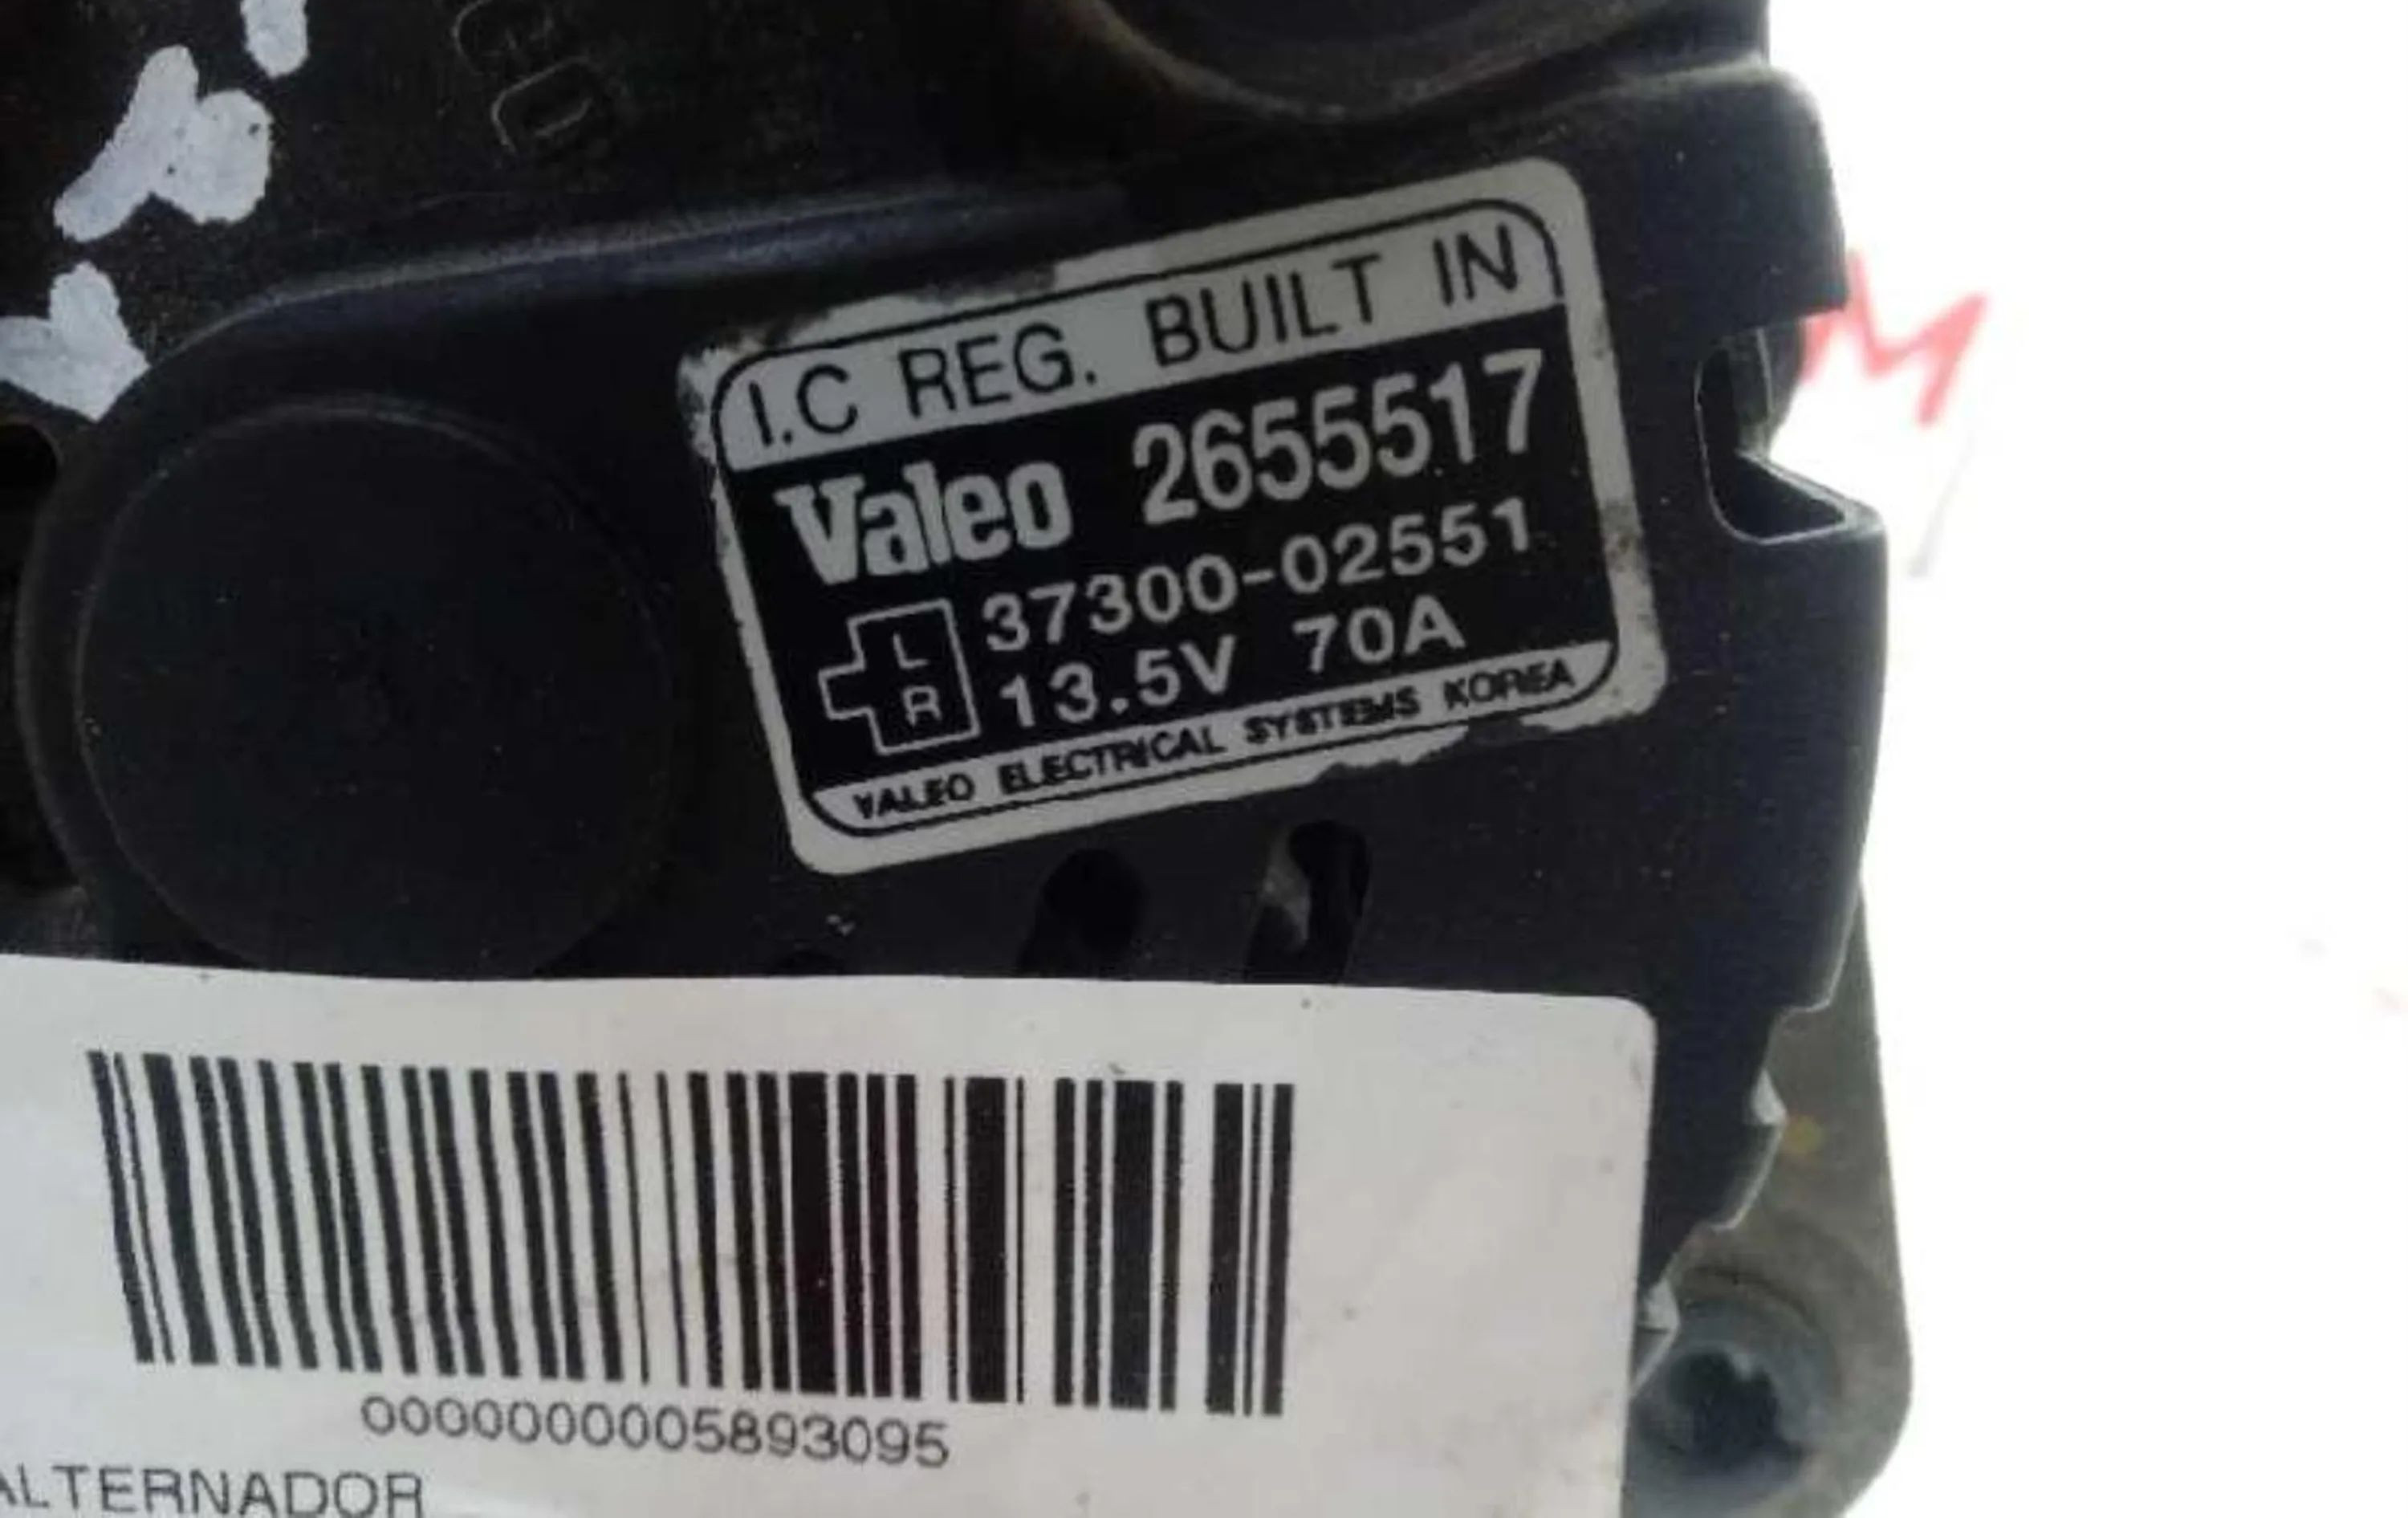 I.C REG. BUILT IN
Valeo 2655517
37300-02551
L
R
13.5V 70A
VALEO ELECTRICAL SYSTEMS KOREA
0000000005893095
ALTERNADOR